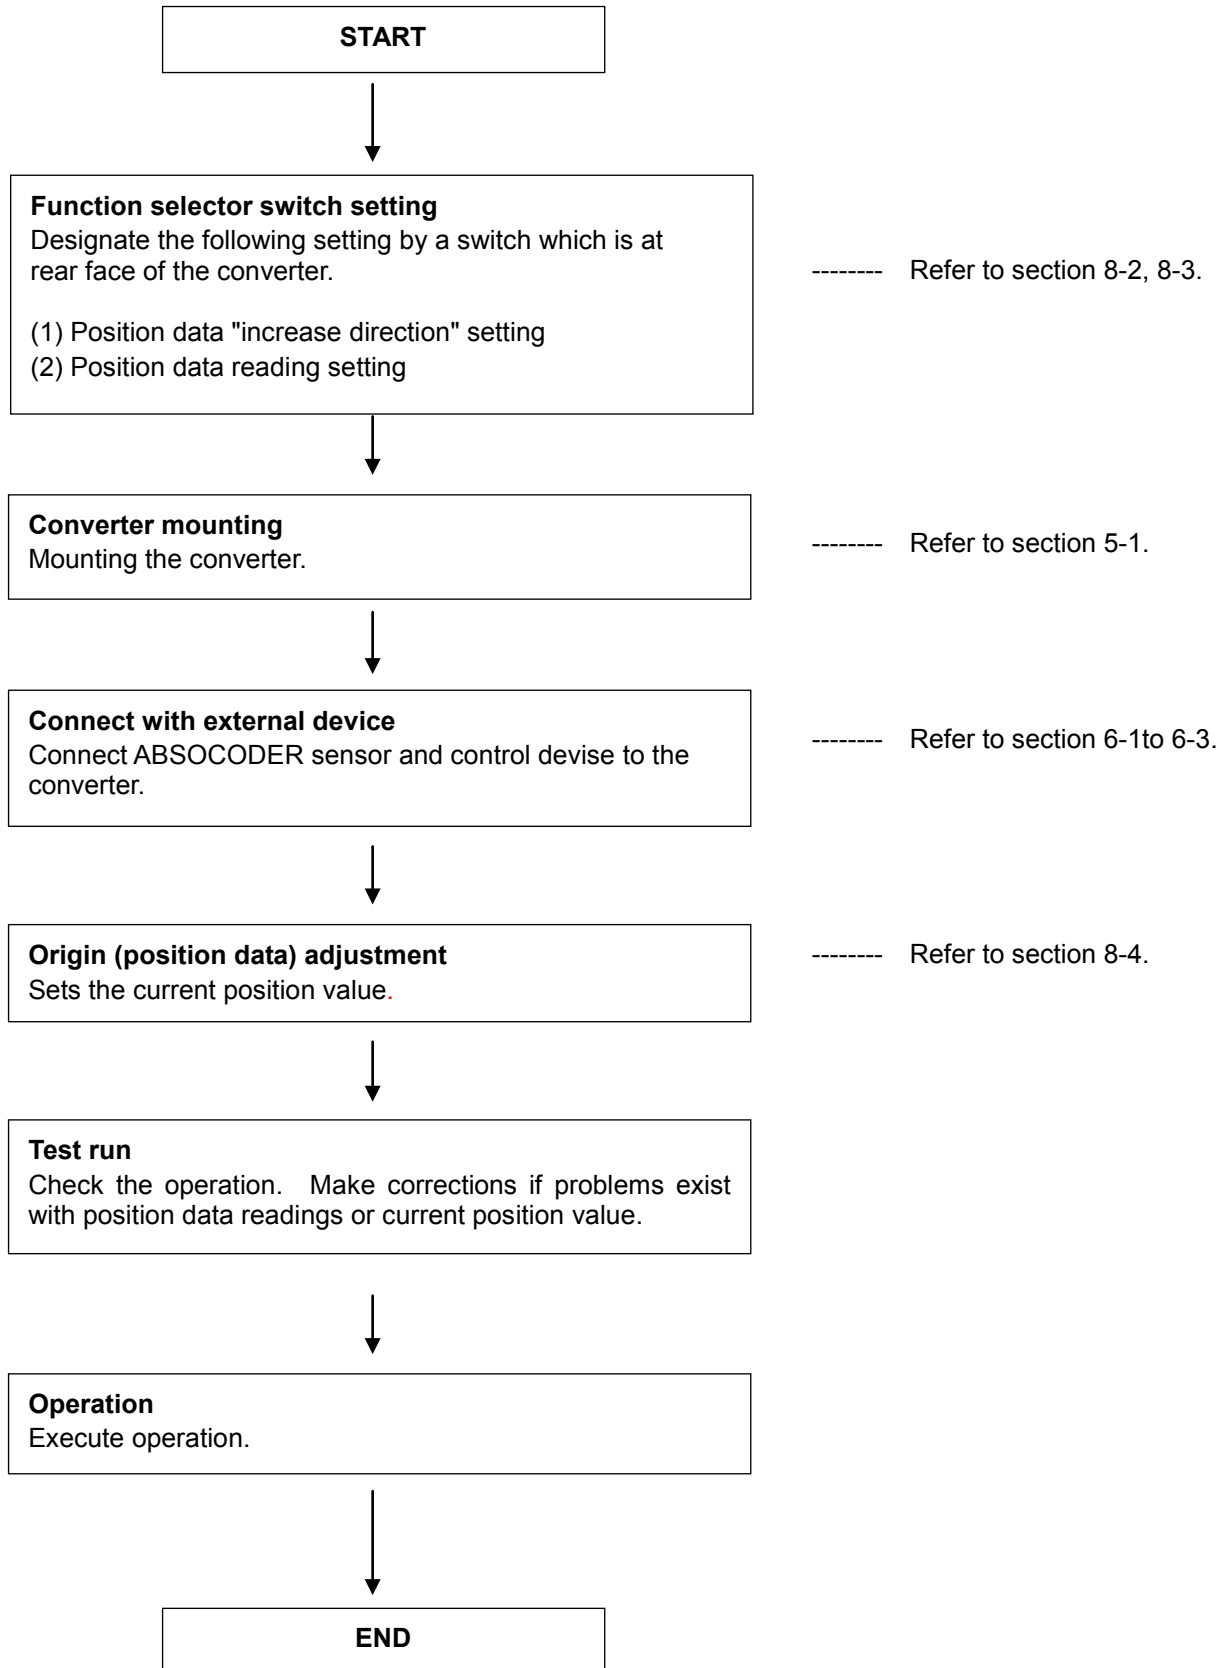 START
Function selector switch setting
Designate the following setting by a switch which is at
rear face of the converter.
-------- Refer to section 8-2, 8-3.
(1) Position data "increase direction" setting
(2) Position data reading setting
Converter mounting
Mounting the converter.
-------- Refer to section 5-1.
Connect with external device
Connect ABSOCODER sensor and control devise to the
converter.
-------- Refer to section 6-1to 6-3.
Origin (position data) adjustment
Sets the current position value.
-------- Refer to section 8-4.
Test run
Check the operation. Make corrections if problems exist
with position data readings or current position value.
Operation
Execute operation.
END